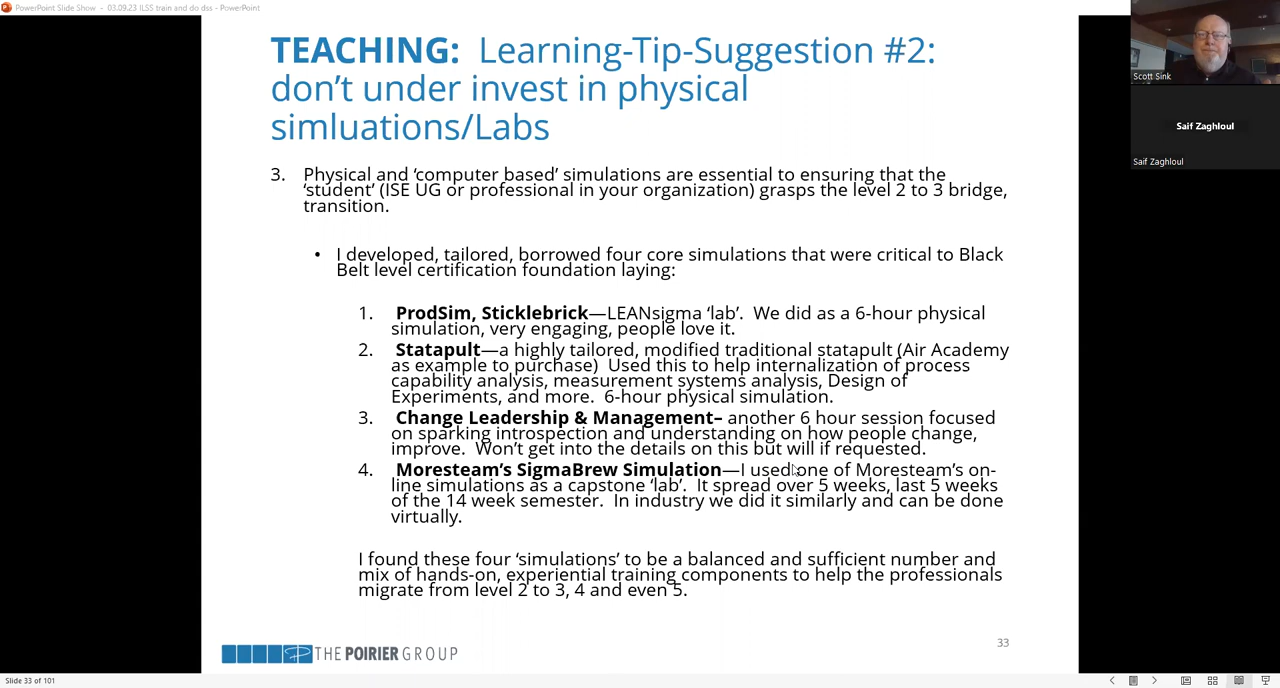 PowerPoint Slide Show - 03.09.23 ILSS train and do dss - PowerPoint
TEACHING: Learning-Tip-Suggestion #2:
don't under invest in physical
simluations/Labs
3. Physical and 'computer based' simulations are essential to ensuring that the
'student' (ISE UG or professional in your organization) grasps the level 2 to 3 bridge,
transition.
• I developed, tailored, borrowed four core simulations that were critical to Black
Belt level certification foundation laying:
1. ProdSim, Sticklebrick—LEANsigma 'lab'. We did as a 6-hour physical
simulation, very engaging, people love it.
2. Statapult—a highly tailored, modified traditional statapult (Air Academy
as example to purchase) Used this to help internalization of process
capability analysis, measurement systems analysis, Design of
Experiments, and more. 6-hour physical simulation.
3. Change Leadership & Management– another 6 hour session focused
on sparking introspection and understanding on how people change,
improve. Won't get into the details on this but will if requested.
4. Moresteam's SigmaBrew Simulation—I used one of Moresteam's on-
line simulations as a capstone 'lab'. It spread over 5 weeks, last 5 weeks
of the 14 week semester. In industry we did it similarly and can be done
virtually.
I found these four 'simulations' to be a balanced and sufficient number and
mix of hands-on, experiential training components to help the professionals
migrate from level 2 to 3, 4 and even 5.
33
THE POIRIER GROUP
Slide 33 of 101
Scott Sink
Saif Zaghloul
Saif Zaghloul